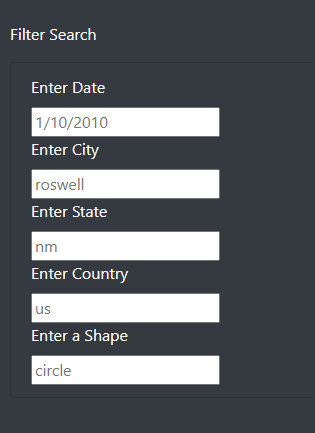 Filter Search
Enter Date
1/10/2010
Enter City
roswell
Enter State
nm
Enter Country
us
Enter a Shape
circle